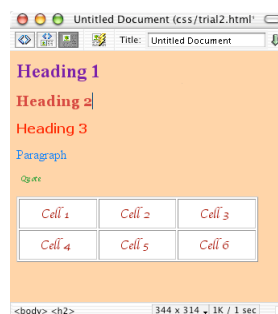 Untitled Document (css/trial2.html*
Title: Untitled Document
Heading 1
Heading 2
Heading 3
Paragraph
Quote
Cell 1 Cell 2 Cell 3
Cell 4 Cell 5 Cell 6
<body> <h2> 344 x 314 1K / 1 sec